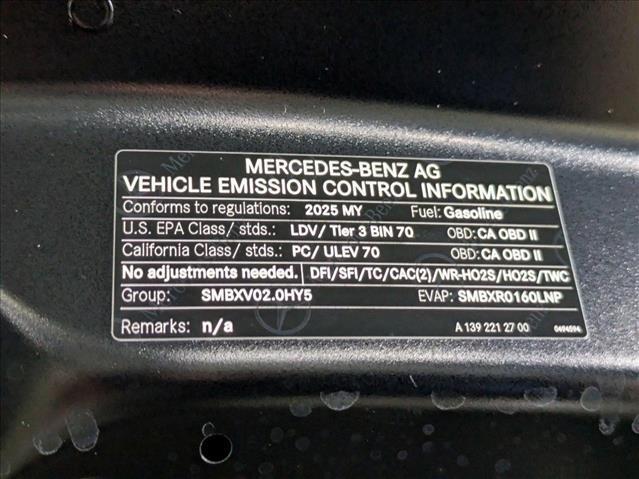 MERCEDES-BENZ AG
VEHICLE EMISSION CONTROL INFORMATION
Conforms to regulations: 2025 MY Fuel: Gasoline
U.S. EPA Class/ stds.: LDV/ Tier 3 BIN 70 OBD: CA OBD II
California Class/ stds.: PC/ ULEV 70 OBD: CA OBD II
No adjustments needed. DFI/SFI/TC/CAC(2)/WR-HO2S/HO2S/TWC
Group: SMBXV02.0HY5 EVAP: SMBXR0160LNP
Remarks: n/a A 139 221 27 00